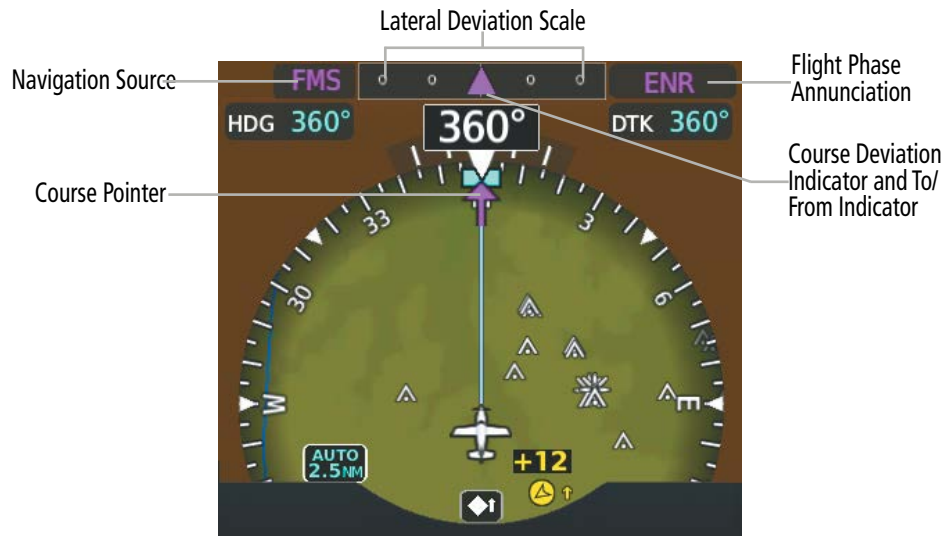 Lateral Deviation Scale
Navigation Source
FMS
ENR
Flight Phase
Annunciation
HDG 360°
360°
DTK 360°
Course Deviation
Indicator and To/
From Indicator
Course Pointer
33
3
30
6
W
E
AUTO
2.5NM
+12